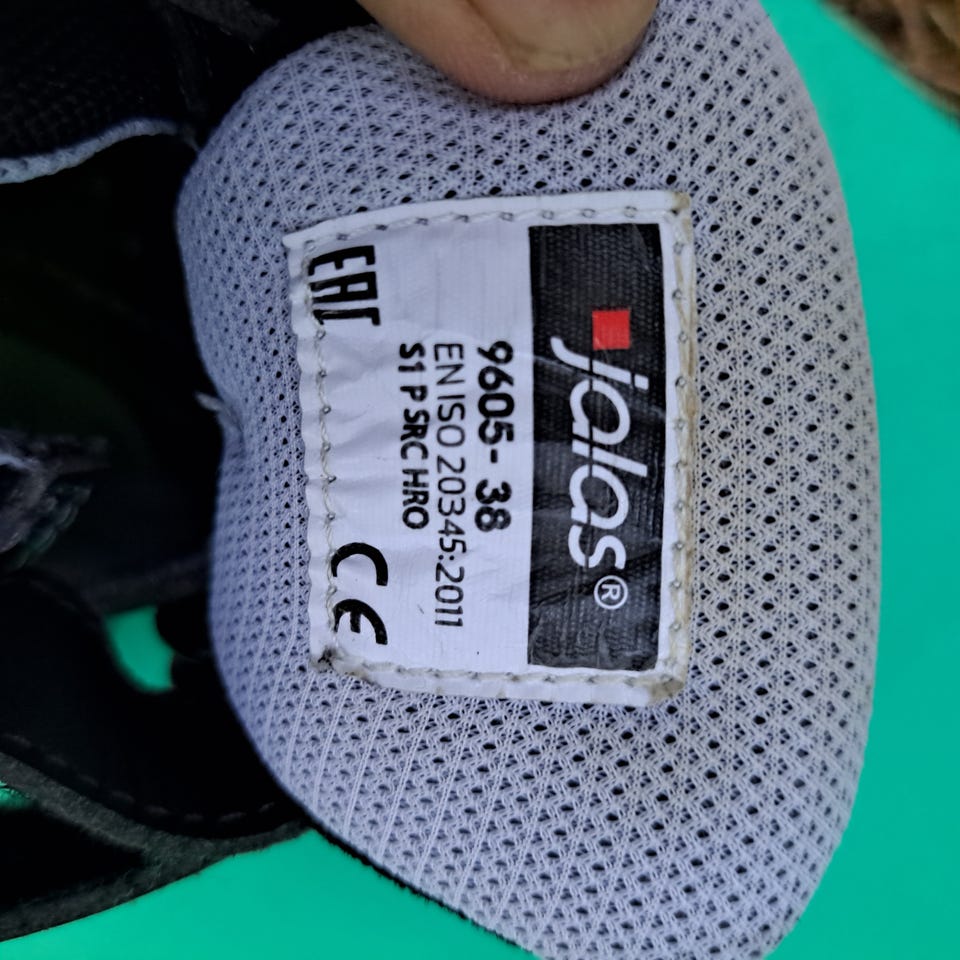 jalas®
9605- 38
EN ISO 20345:2011
S1 P SRC HRO
EAC CE